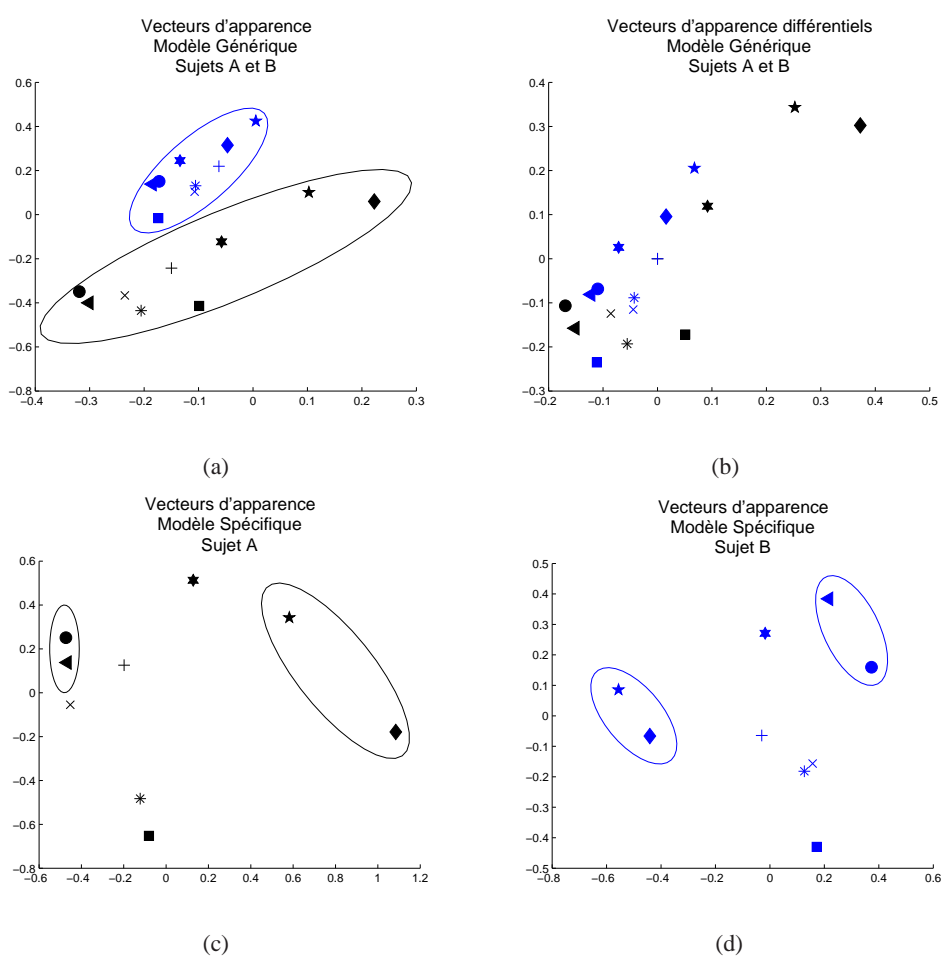 Vecteurs d'apparence
Modèle Générique
Sujets A et B
0.6
0.4
0.2
0
−0.2
−0.4
−0.6
−0.8
−0.4 −0.3 −0.2 −0.1 0 0.1 0.2 0.3
(a)
Vecteurs d'apparence différentiels
Modèle Générique
Sujets A et B
0.4
0.3
0.2
0.1
0
−0.1
−0.2
−0.3
−0.2 −0.1 0 0.1 0.2 0.3 0.4 0.5
(b)
Vecteurs d'apparence
Modèle Spécifique
Sujet A
0.6
0.4
0.2
0
−0.2
−0.4
−0.6
−0.8
−0.6 −0.4 −0.2 0 0.2 0.4 0.6 0.8 1 1.2
(c)
Vecteurs d'apparence
Modèle Spécifique
Sujet B
0.5
0.4
0.3
0.2
0.1
0
−0.1
−0.2
−0.3
−0.4
−0.5
−0.8 −0.6 −0.4 −0.2 0 0.2 0.4 0.6
(d)